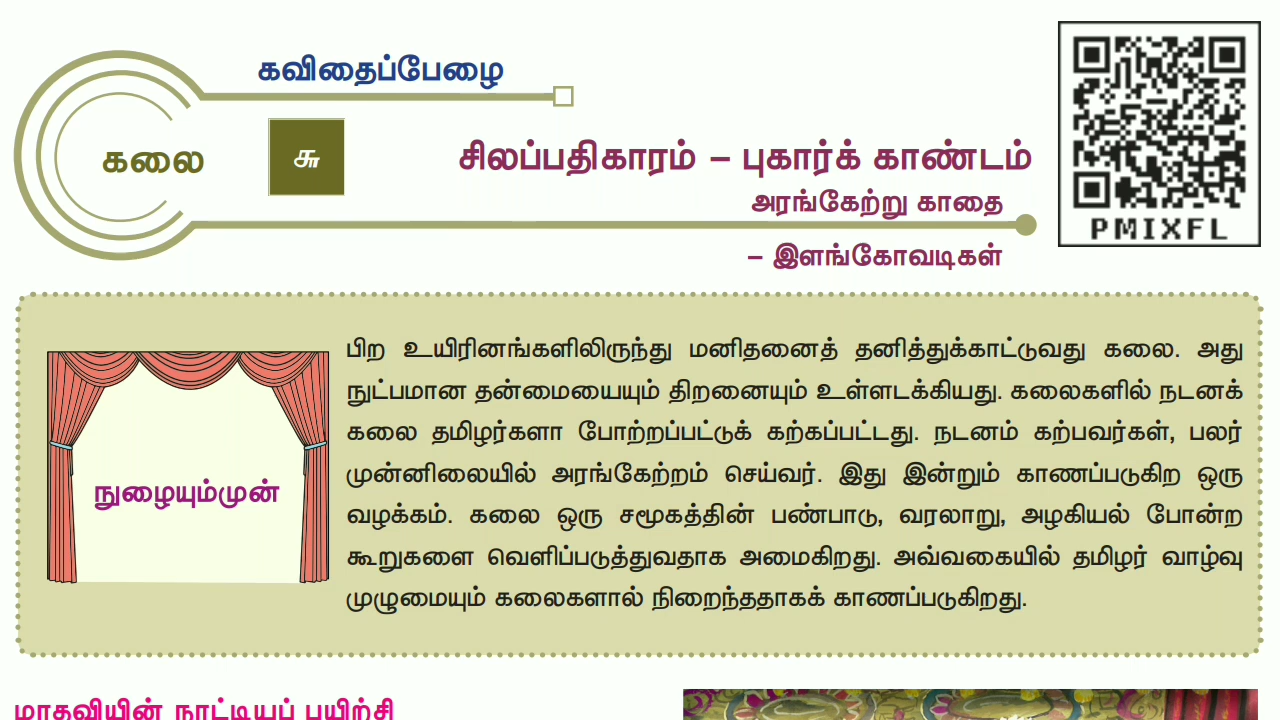 கவிதைப்பேழை
கலை
சு
சிலப்பதிகாரம் – புகார்க் காண்டம்
அரங்கேற்று காதை
– இளங்கோவடிகள்
PMIXFL
பிற உயிரினங்களிலிருந்து மனிதனைத் தனித்துக்காட்டுவது கலை. அது
நுட்பமான தன்மையையும் திறனையும் உள்ளடக்கியது. கலைகளில் நடனக்
கலை தமிழர்களா போற்றப்பட்டுக் கற்கப்பட்டது. நடனம் கற்பவர்கள், பலர்
முன்னிலையில் அரங்கேற்றம் செய்வர். இது இன்றும் காணப்படுகிற ஒரு
வழக்கம். கலை ஒரு சமூகத்தின் பண்பாடு, வரலாறு, அழகியல் போன்ற
கூறுகளை வெளிப்படுத்துவதாக அமைகிறது. அவ்வகையில் தமிழர் வாழ்வு
முழுமையும் கலைகளால் நிறைந்ததாகக் காணப்படுகிறது.
நுழையும்முன்
மாதவியின் நாட்டியப் பயிற்சி